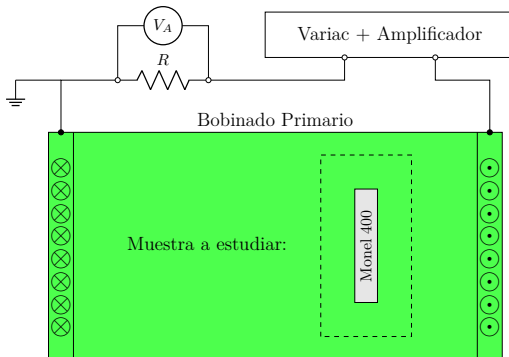 V_A
Variac + Amplificador
R
Bobinado Primario
Muestra a estudiar:
Monel 400